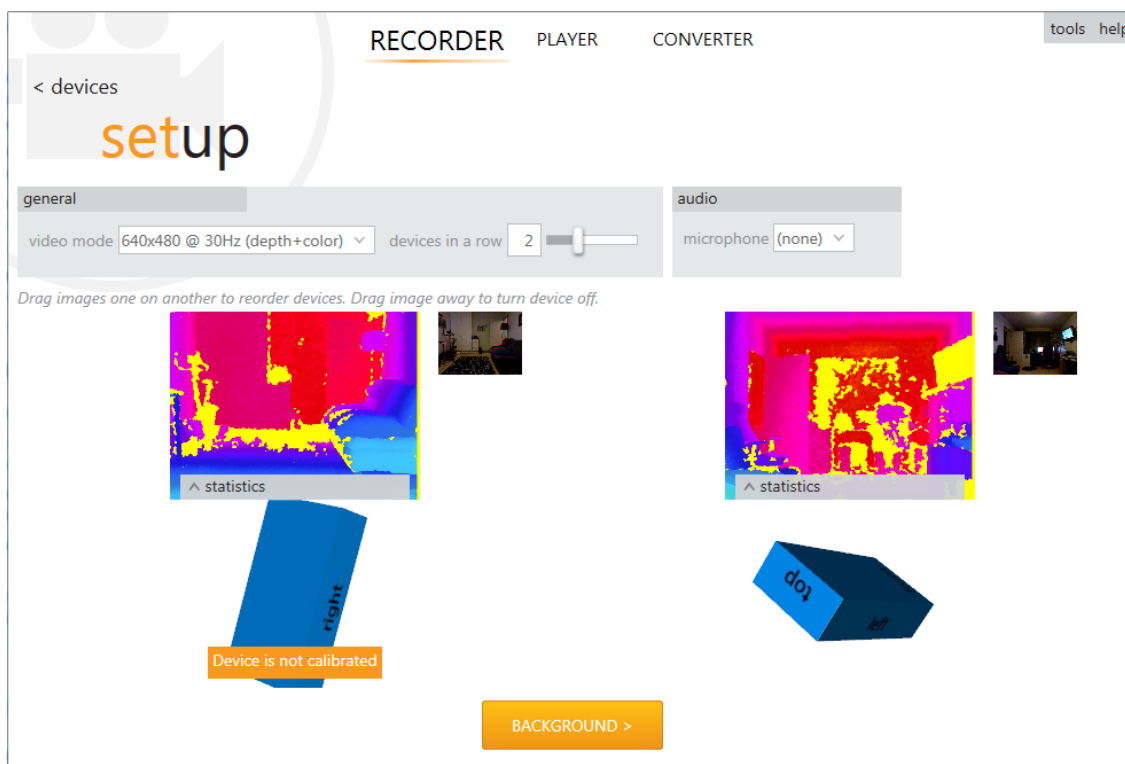 RECORDER PLAYER CONVERTER
tools help
< devices
setup
general
audio
video mode 640x480 @ 30Hz (depth+color) devices in a row 2
microphone (none)
Drag images one on another to reorder devices. Drag image away to turn device off.
statistics
statistics
right
top
left
Device is not calibrated
BACKGROUND >